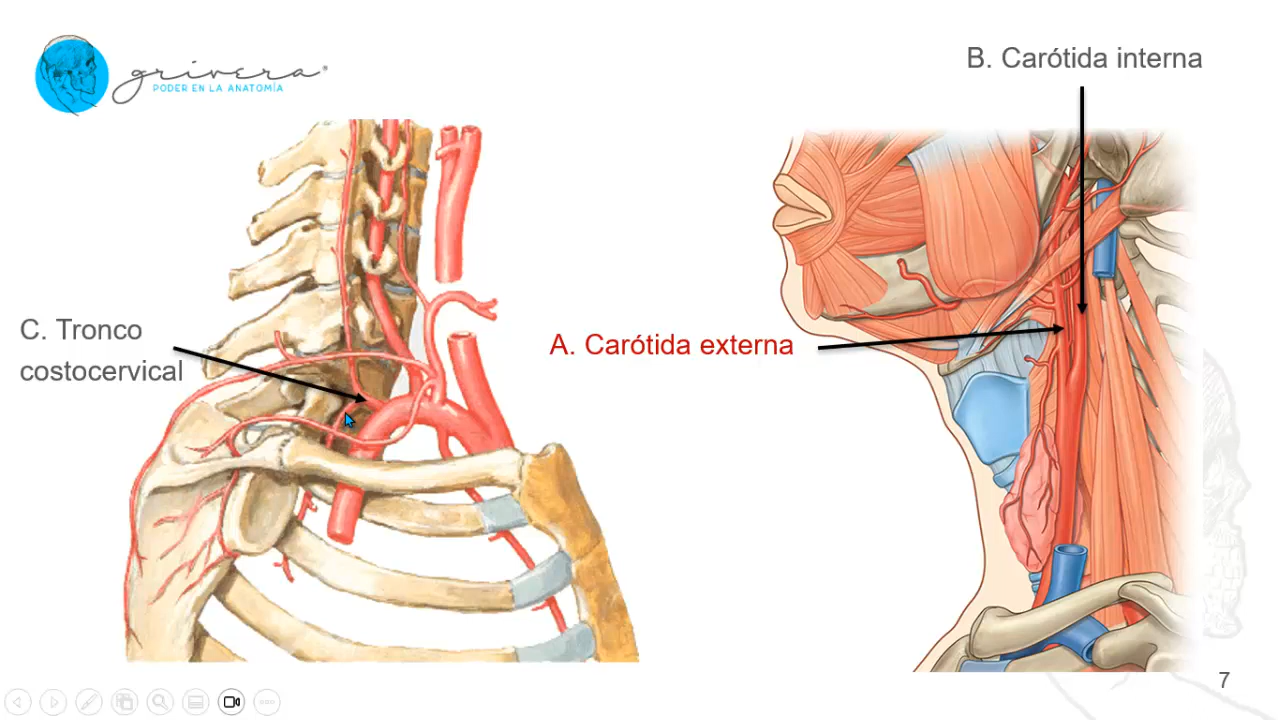 grivera®
PODER EN LA ANATOMÍA
B. Carótida interna
C. Tronco
costocervical
A. Carótida externa
7